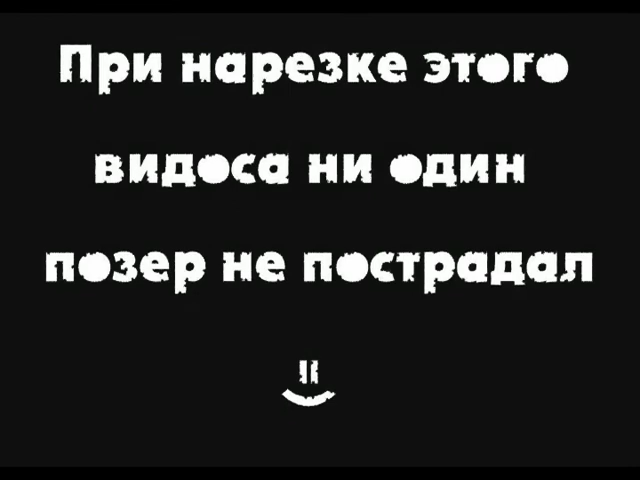 При нарезке этого
видоса ни один
позер не пострадал